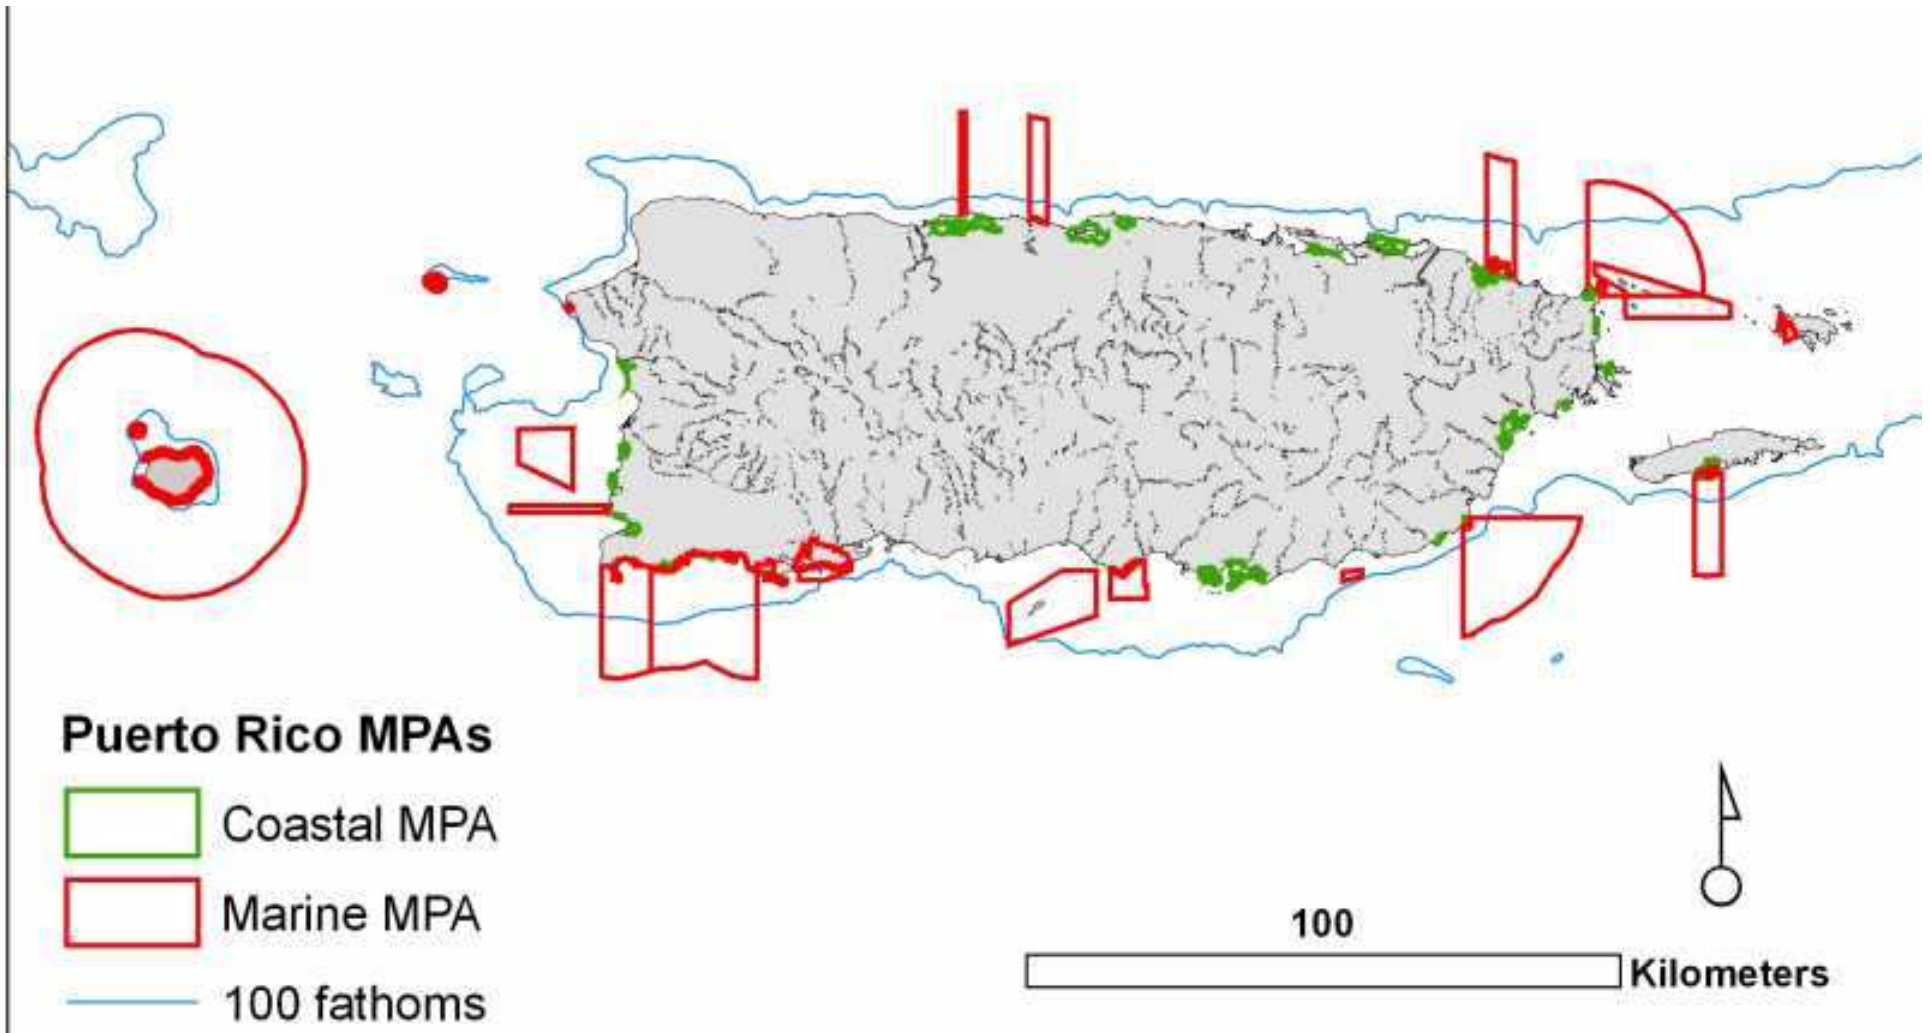 Puerto Rico MPAs
Coastal MPA
Marine MPA
100 fathoms
100
Kilometers